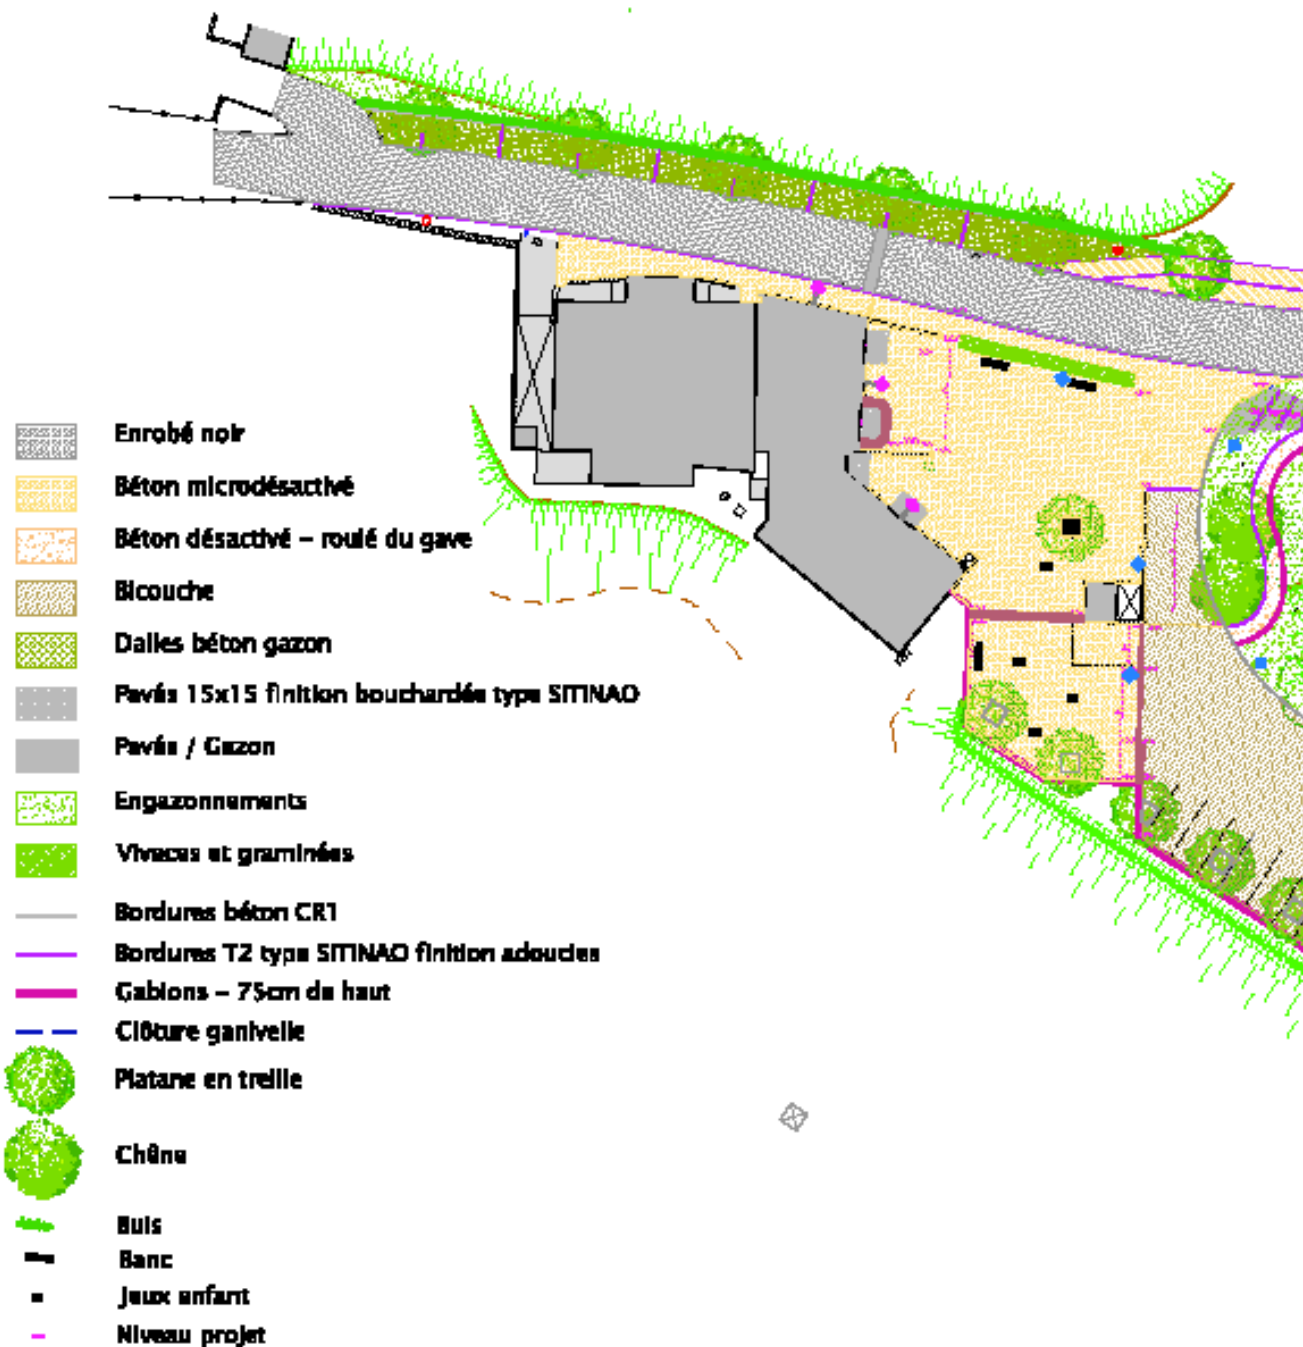 Enrobé noir
Béton microdésactivé
Béton désactivé – roulé du gave
Bicouche
Dalles béton gazon
Pavés 15x15 finition bouchardée type SITINAO
Pavés / Gazon
Engazonnements
Vivaces et graminées
Bordures béton CR1
Bordures T2 type SITINAO finition adoucies
Gabions – 75cm de haut
Clôture ganivelle
Platane en treille
Chêne
Buis
Banc
Jeux enfant
Niveau projet